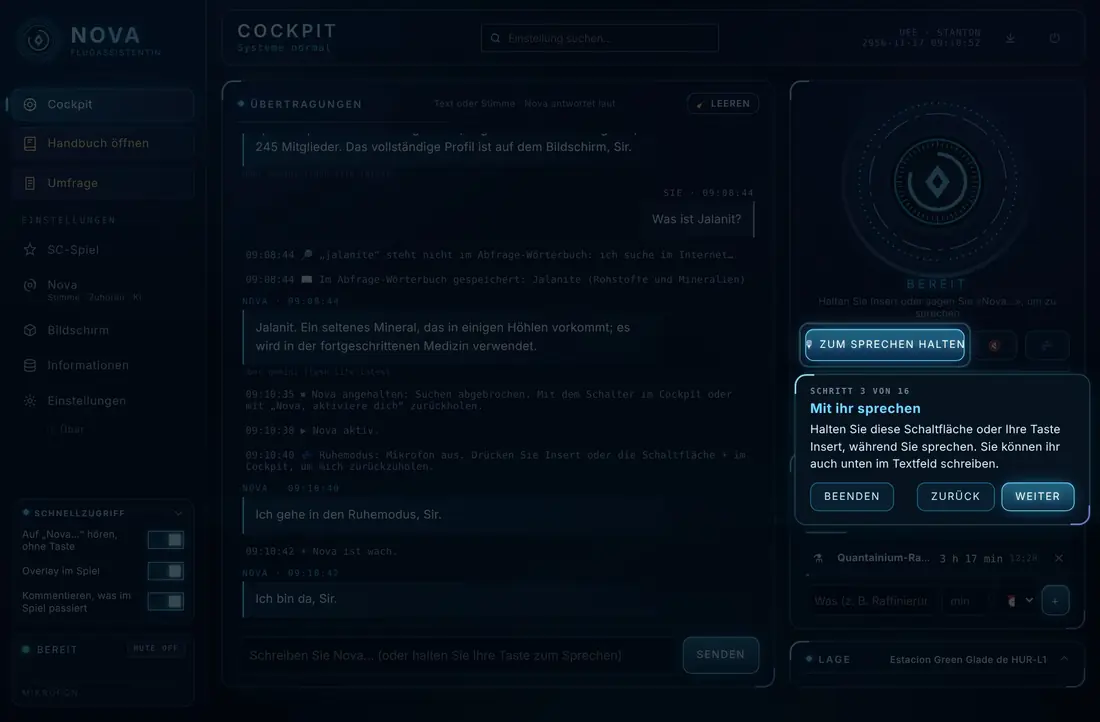 NOVA
FLUGASSISTENTIN
Cockpit
Handbuch öffnen
Umfrage
EINSTELLUNGEN
SC-Spiel
Nova
Bildschirm
Informationen
Einstellungen
Über
SCHNELLZUGRIFF
Auf „Nova…" hören,
ohne Taste
Overlay im Spiel
Kommentieren, was im
Spiel passiert
BEREIT
MUTE OFF
MIKROFON
COCKPIT
Systeme normal
Einstellung suchen…
UEE · STANTON
2956-11-17 09:10:52
ÜBERTRAGUNGEN
Text oder Stimme · Nova antwortet laut
LEEREN
245 Mitglieder. Das vollständige Profil ist auf dem Bildschirm, Sir.
SIE · 09:08:44
Was ist Jalanit?
09:08:44 🔎 „jalanite" steht nicht im Abfrage-Wörterbuch: ich suche im Internet…
09:08:44 📖 Im Abfrage-Wörterbuch gespeichert: Jalanite (Rohstoffe und Mineralien)
NOVA · 09:08:44
Jalanit. Ein seltenes Mineral, das in einigen Höhlen vorkommt; es
wird in der fortgeschrittenen Medizin verwendet.
09:10:35 ⏹ Nova angehalten: Suchen abgebrochen. Mit dem Schalter im Cockpit oder
mit „Nova, aktiviere dich" zurückholen.
09:10:38 ▶ Nova aktiv.
09:10:40 💤 Ruhemodus: Mikrofon aus. Drücken Sie Insert oder die Schaltfläche ☀ im
Cockpit, um mich zurückzuholen.
NOVA · 09:10:40
Ich gehe in den Ruhemodus, Sir.
09:10:42 ☀ Nova ist wach.
NOVA · 09:10:42
Ich bin da, Sir.
Schreiben Sie Nova… (oder halten Sie Ihre Taste zum Sprechen)
SENDEN
BEREIT
Halten Sie Insert oder sagen Sie «Nova…», um zu
sprechen
ZUM SPRECHEN HALTEN
SCHRITT 3 VON 16
Mit ihr sprechen
Halten Sie diese Schaltfläche oder Ihre Taste
Insert, während Sie sprechen. Sie können ihr
auch unten im Textfeld schreiben.
BEENDEN
ZURÜCK
WEITER
Quantainium-Ra… 3 h 17 min 12:28
Was (z. B. Raffinierun
min
+
LAGE
Estacion Green Glade de HUR-L1